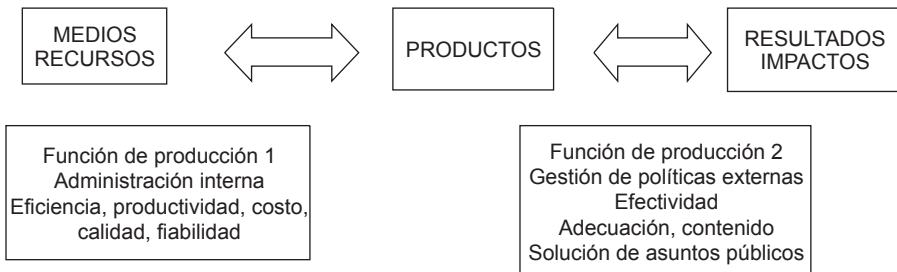 MEDIOS
RECURSOS
PRODUCTOS
RESULTADOS
IMPACTOS
Función de producción 1
Administración interna
Eficiencia, productividad, costo,
calidad, fiabilidad
Función de producción 2
Gestión de políticas externas
Efectividad
Adecuación, contenido
Solución de asuntos públicos